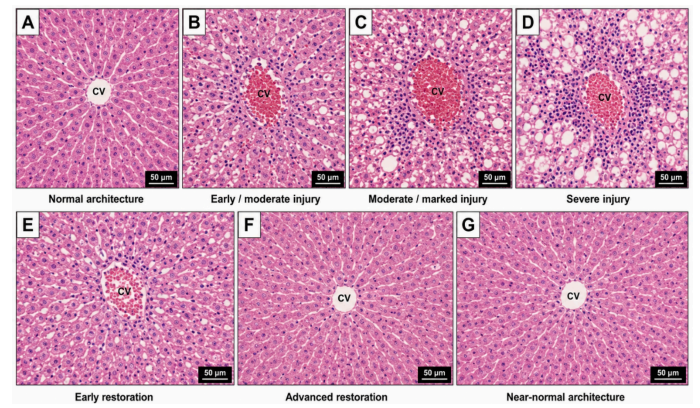 A
CV
50 µm
B
CV
50 µm
C
CV
50 µm
D
CV
50 µm
Normal architecture
Early / moderate injury
Moderate / marked injury
Severe injury
E
CV
50 µm
F
CV
50 µm
G
CV
50 µm
Early restoration
Advanced restoration
Near-normal architecture